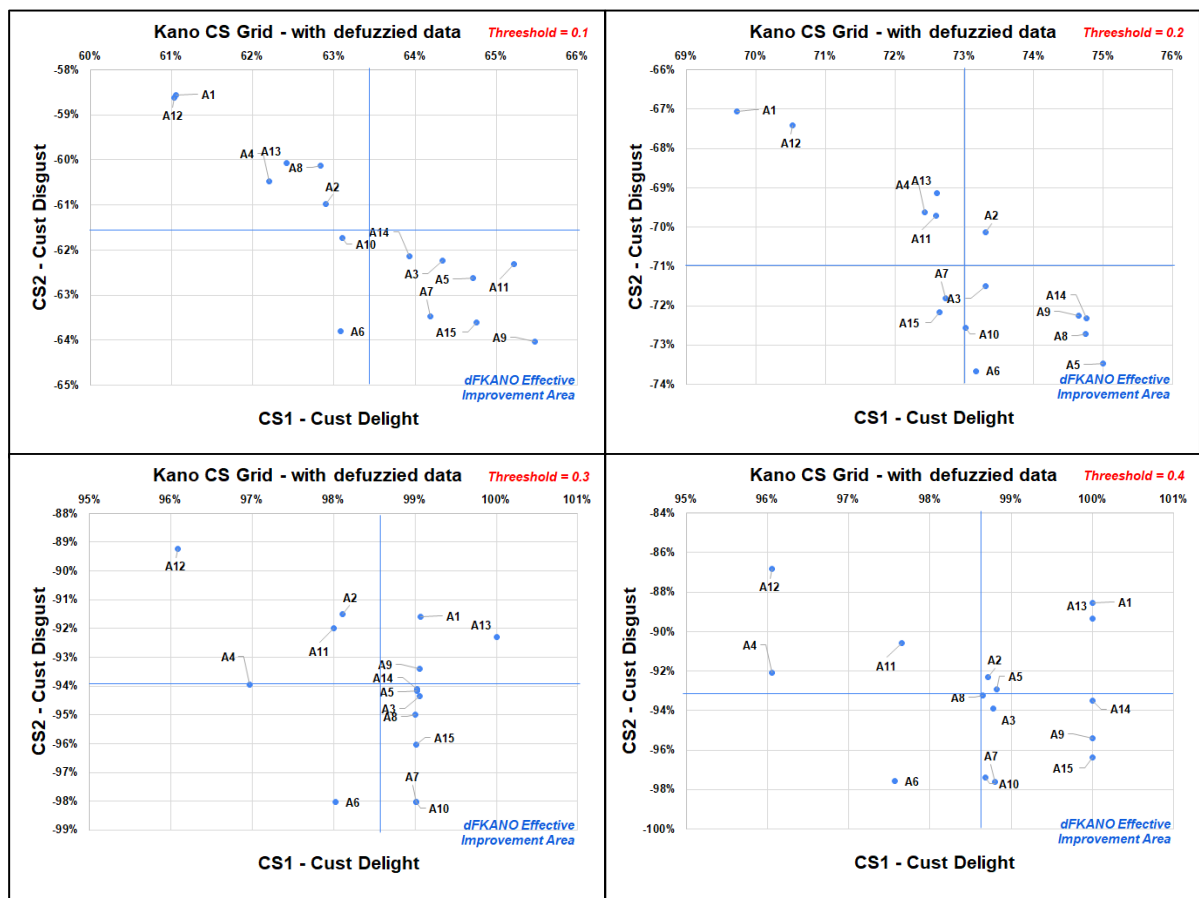 Kano CS Grid - with defuzzied data
Threeshold = 0.1
60% 61% 62% 63% 64% 65% 66%
-58%
-59%
-60%
-61%
-62%
-63%
-64%
-65%
A1
A12
A4
A13
A8
A2
A14
A10
A3
A5
A11
A7
A6
A15
A9
CS2 - Cust Disgust
dFKANO Effective
Improvement Area
CS1 - Cust Delight
Kano CS Grid - with defuzzied data
Threeshold = 0.2
69% 70% 71% 72% 73% 74% 75% 76%
-66%
-67%
-68%
-69%
-70%
-71%
-72%
-73%
-74%
A1
A12
A13
A4
A2
A11
A7
A3
A14
A9
A15
A10
A8
A6
A5
CS2 - Cust Disgust
dFKANO Effective
Improvement Area
CS1 - Cust Delight
Kano CS Grid - with defuzzied data
Threeshold = 0.3
95% 96% 97% 98% 99% 100% 101%
-88%
-89%
-90%
-91%
-92%
-93%
-94%
-95%
-96%
-97%
-98%
-99%
A12
A2
A1
A13
A11
A4
A9
A14
A5
A3
A8
A15
A7
A6
A10
CS2 - Cust Disgust
dFKANO Effective
Improvement Area
CS1 - Cust Delight
Kano CS Grid - with defuzzied data
Threeshold = 0.4
95% 96% 97% 98% 99% 100% 101%
-84%
-86%
-88%
-90%
-92%
-94%
-96%
-98%
-100%
A12
A13
A1
A4
A11
A2
A5
A8
A3
A14
A9
A7
A15
A6
A10
CS2 - Cust Disgust
dFKANO Effective
Improvement Area
CS1 - Cust Delight